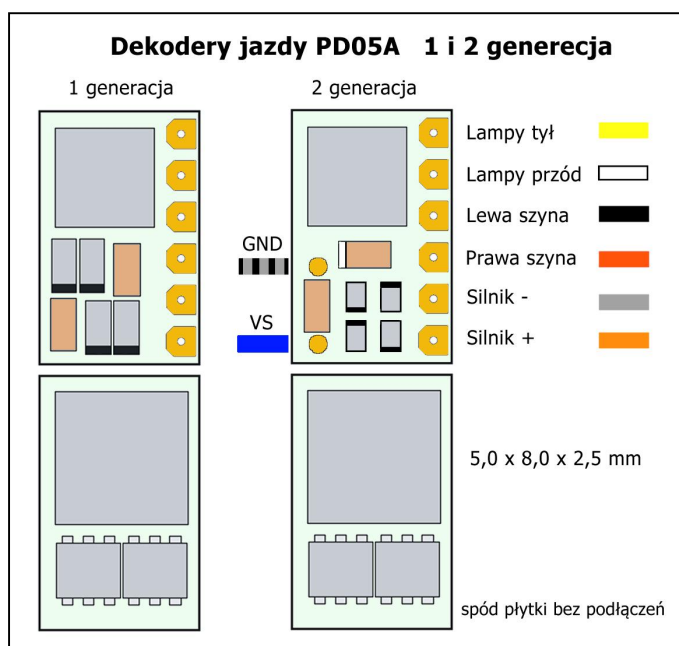 Dekodery jazdy PD05A 1 i 2 generecja
1 generacja
2 generacja
Lampy tył
Lampy przód
Lewa szyna
GND
Prawa szyna
Silnik -
VS
Silnik +
5,0 x 8,0 x 2,5 mm
spód płytki bez podłączeń